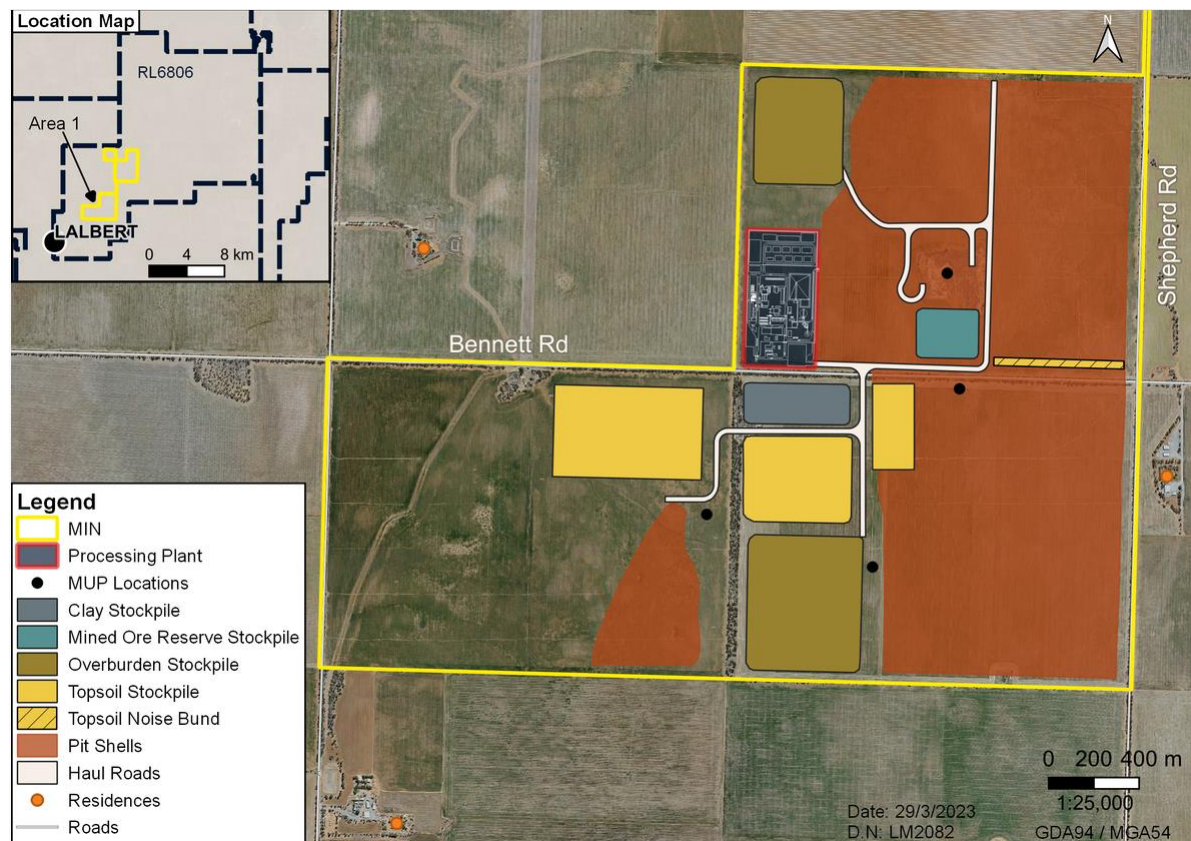 Location Map
RL6806
Area 1
LALBERT
0 4 8 km
N
Shepherd Rd
Bennett Rd
Legend
MIN
Processing Plant
MUP Locations
Clay Stockpile
Mined Ore Reserve Stockpile
Overburden Stockpile
Topsoil Stockpile
Topsoil Noise Bund
Pit Shells
Haul Roads
Residences
Roads
0 200 400 m
1:25,000
Date: 29/3/2023
D.N: LM2082
GDA94 / MGA54